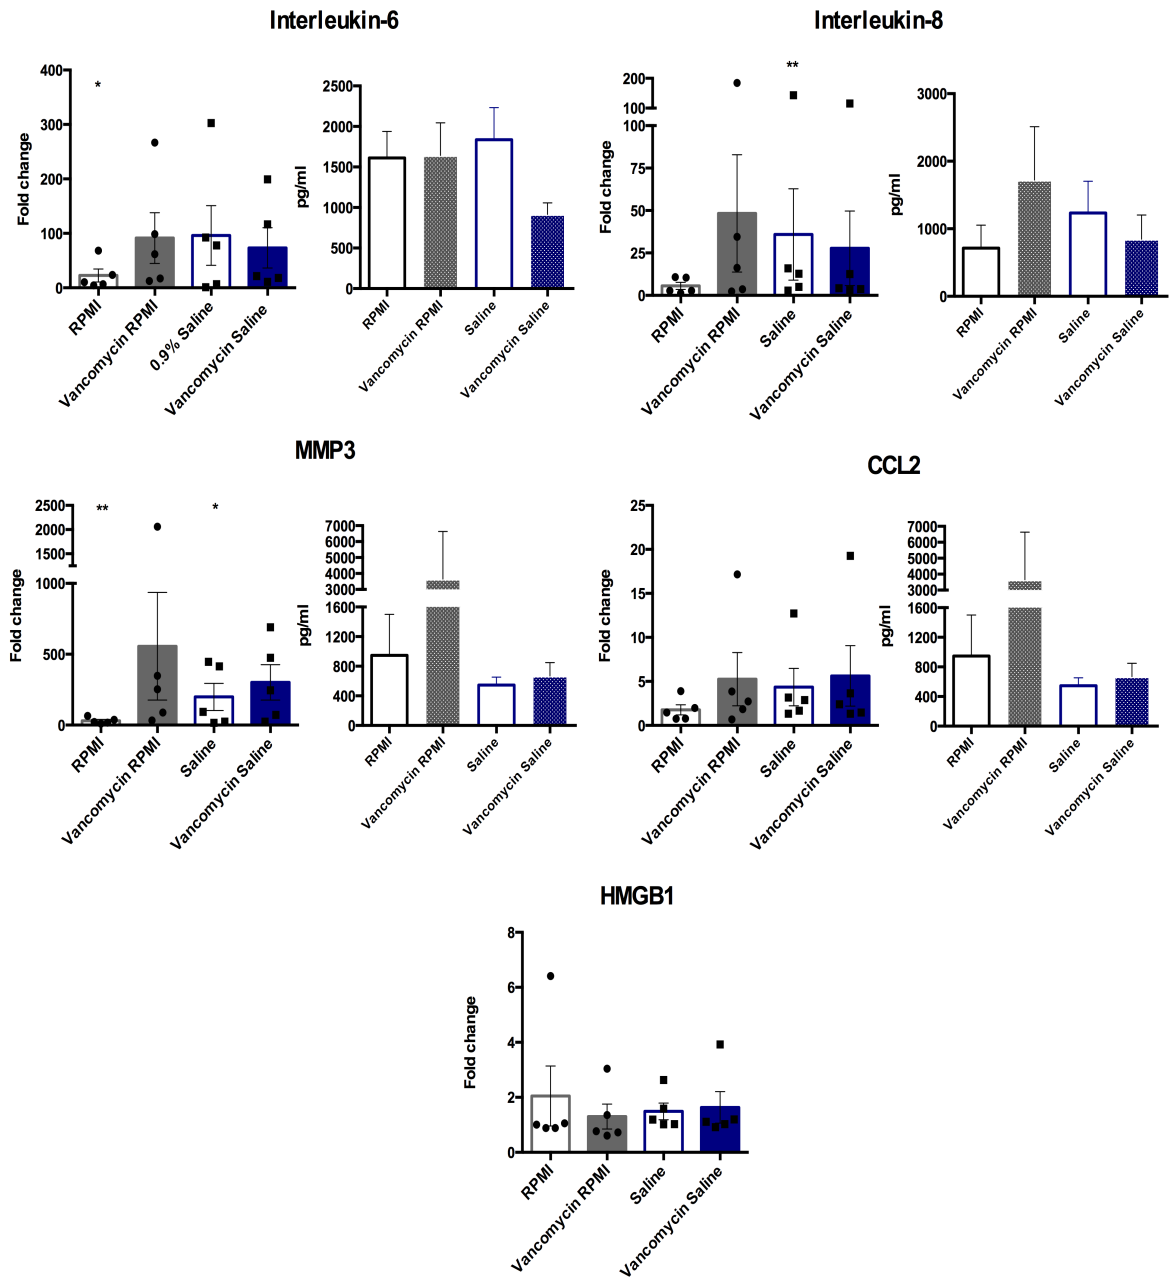 Interleukin-6
Interleukin-8
*
400
300
200
100
0
Fold change
RPMI
Vancomycin RPMI
0.9% Saline
Vancomycin Saline
2500
2000
1500
1000
500
0
pg/ml
RPMI
Vancomycin RPMI
Saline
Vancomycin Saline
**
200
100
100
75
50
25
0
Fold change
RPMI
Vancomycin RPMI
Saline
Vancomycin Saline
3000
2000
1000
0
pg/ml
RPMI
Vancomycin RPMI
Saline
Vancomycin Saline
MMP3
CCL2
**
*
2500
2000
1500
1000
500
0
Fold change
RPMI
Vancomycin RPMI
Saline
Vancomycin Saline
7000
6000
5000
4000
3000
1600
1200
800
400
0
pg/ml
RPMI
Vancomycin RPMI
Saline
Vancomycin Saline
25
20
15
10
5
0
Fold change
RPMI
Vancomycin RPMI
Saline
Vancomycin Saline
7000
6000
5000
4000
3000
1600
1200
800
400
0
pg/ml
RPMI
Vancomycin RPMI
Saline
Vancomycin Saline
HMGB1
8
6
4
2
0
Fold change
RPMI
Vancomycin RPMI
Saline
Vancomycin Saline